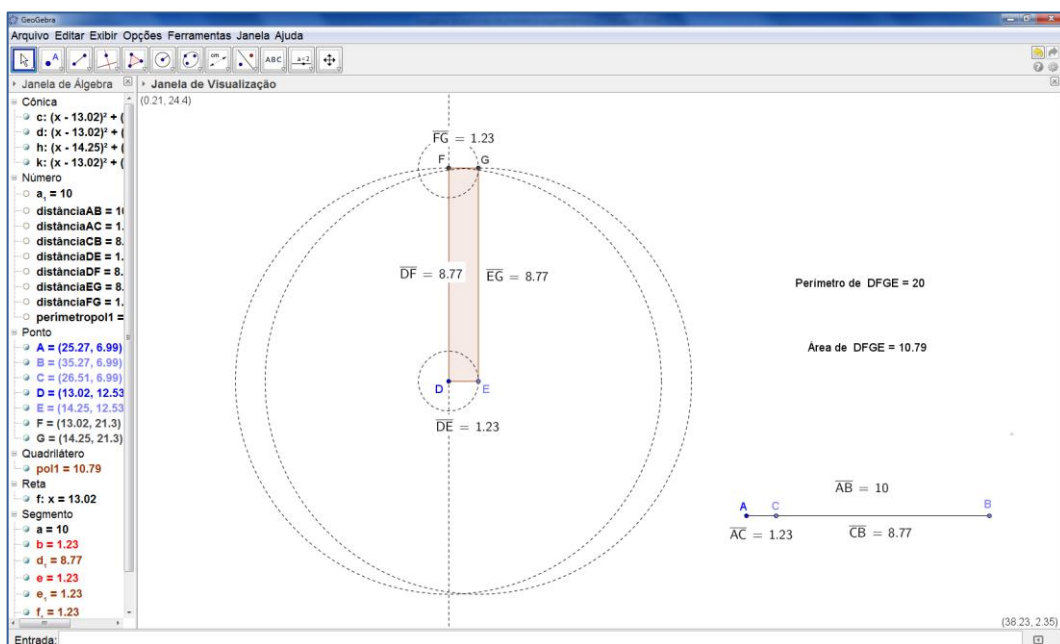 GeoGebra
Arquivo Editar Exibir Opções Ferramentas Janela Ajuda
A
cm
ABC
a=2
Janela de Álgebra
Cônica
c: (x - 13.02)² + (
d: (x - 13.02)² + (
h: (x - 14.25)² + (
k: (x - 13.02)² + (
Número
a₁ = 10
distânciaAB = 1
distânciaAC = 1.
distânciaCB = 8.
distânciaDE = 1.
distânciaDF = 8.
distânciaEG = 8.
distânciaFG = 1.
perímetropol1 =
Ponto
A = (25.27, 6.99)
B = (35.27, 6.99)
C = (26.51, 6.99)
D = (13.02, 12.53
E = (14.25, 12.53
F = (13.02, 21.3)
G = (14.25, 21.3)
Quadrilátero
pol1 = 10.79
Reta
f: x = 13.02
Segmento
a = 10
b = 1.23
d₁ = 8.77
e = 1.23
e₁ = 1.23
f₁ = 1.23
Janela de Visualização
(0.21, 24.4)
FG = 1.23
F G
DF = 8.77 EG = 8.77
Perímetro de DFGE = 20
Área de DFGE = 10.79
D E
DE = 1.23
AB = 10
A C B
AC = 1.23 CB = 8.77
(38.23, 2.35)
Entrada: